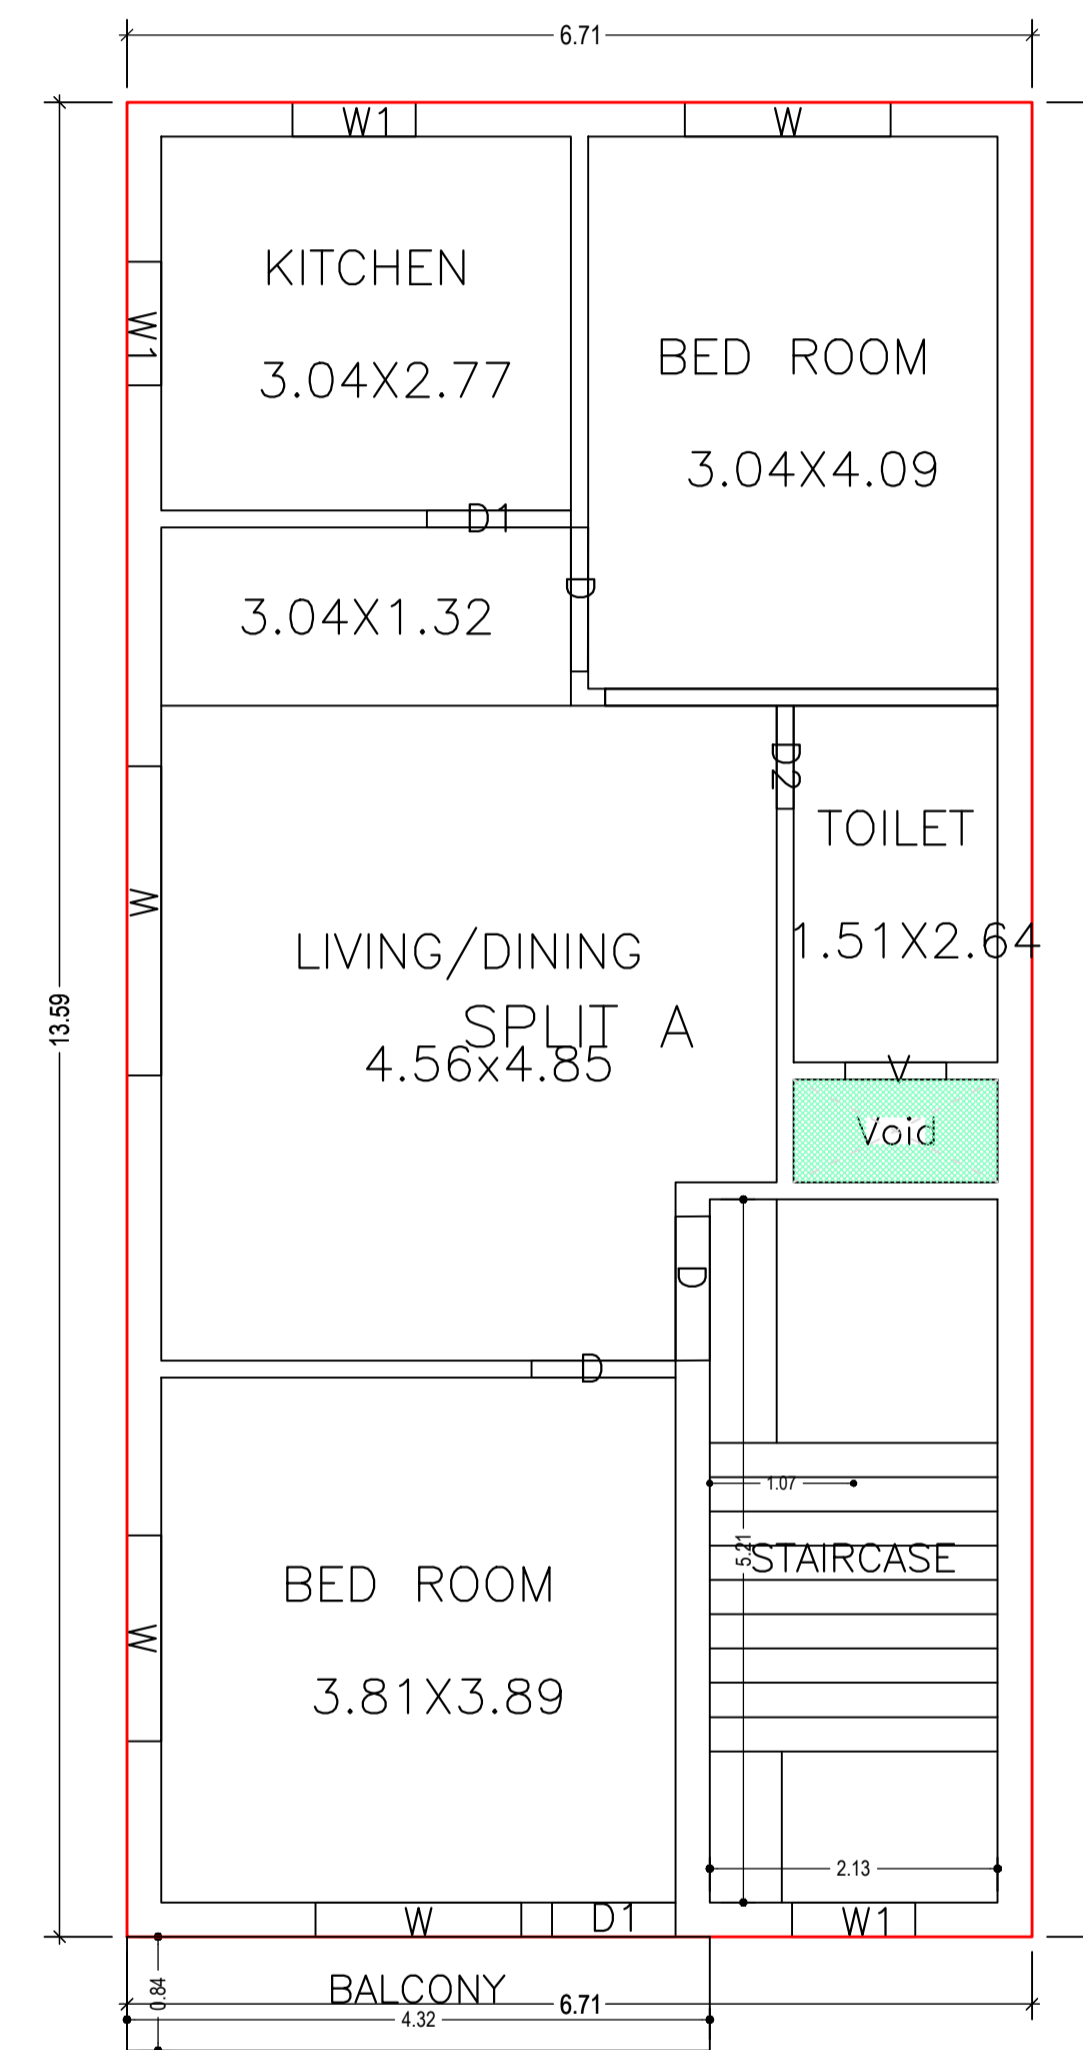 6.71
W1
W
KITCHEN
3.04X2.77
W1
BED ROOM
3.04X4.09
D1
D
3.04X1.32
D2
TOILET
1.51X2.64
W
LIVING/DINING
SPLIT A
4.56x4.85
13.59
V
Void
D
D
1.07
5.21
STAIRCASE
BED ROOM
3.81X3.89
W
2.13
W
D1
W1
0.84
BALCONY
6.71
4.32